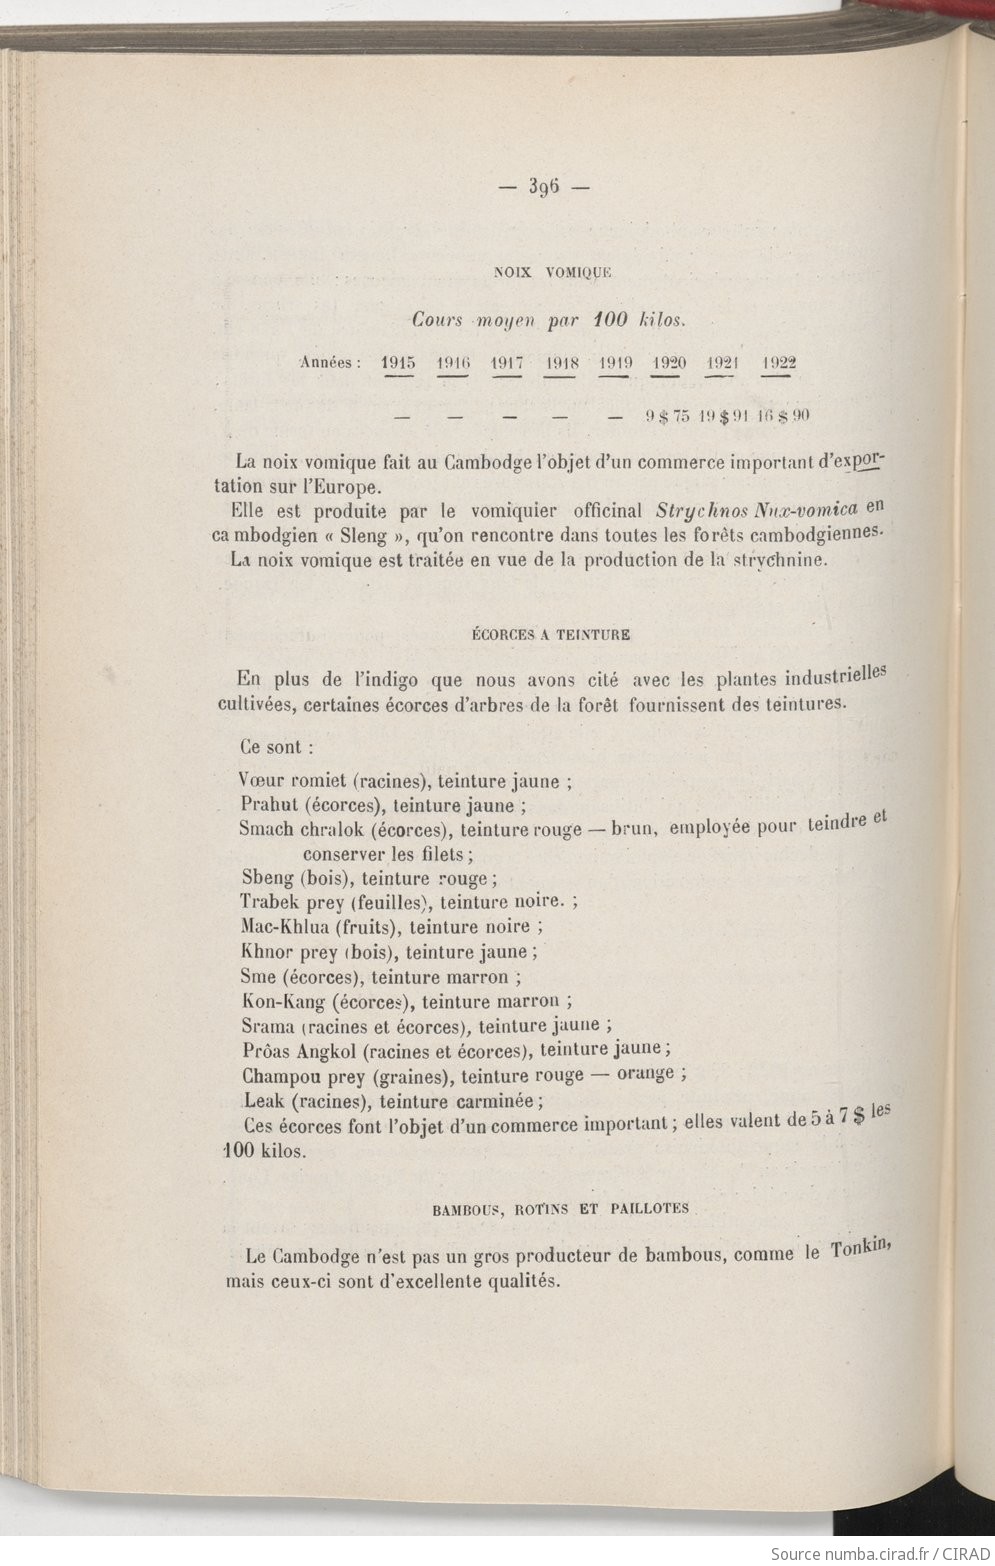 — 396 —
NOIX VOMIQUE
Cours moyen par 100 kilos.
Années : 1915 1916 1917 1918 1919 1920 1921 1922
— — — — — 9 $ 75 19 $ 91 16 $ 90
La noix vomique fait au Cambodge l'objet d'un commerce important d'expor-
tation sur l'Europe.
Elle est produite par le vomiquier officinal Strychnos Nux-vomica en
ca mbodgien « Sleng », qu'on rencontre dans toutes les forêts cambodgiennes.
La noix vomique est traitée en vue de la production de la strychnine.
ÉCORCES A TEINTURE
En plus de l'indigo que nous avons cité avec les plantes industrielles
cultivées, certaines écorces d'arbres de la forêt fournissent des teintures.
Ce sont :
Vœur romiet (racines), teinture jaune ;
Prahut (écorces), teinture jaune ;
Smach chralok (écorces), teinture rouge — brun, employée pour teindre et
conserver les filets ;
Sbeng (bois), teinture rouge ;
Trabek prey (feuilles), teinture noire. ;
Mac-Khlua (fruits), teinture noire ;
Khnor prey (bois), teinture jaune ;
Sme (écorces), teinture marron ;
Kon-Kang (écorces), teinture marron ;
Srama (racines et écorces), teinture jaune ;
Prôas Angkol (racines et écorces), teinture jaune ;
Champou prey (graines), teinture rouge — orange ;
Leak (racines), teinture carminée ;
Ces écorces font l'objet d'un commerce important ; elles valent de 5 à 7 $ les
100 kilos.
BAMBOUS, ROTINS ET PAILLOTES
Le Cambodge n'est pas un gros producteur de bambous, comme le Tonkin,
mais ceux-ci sont d'excellente qualités.
Source numba.cirad.fr / CIRAD